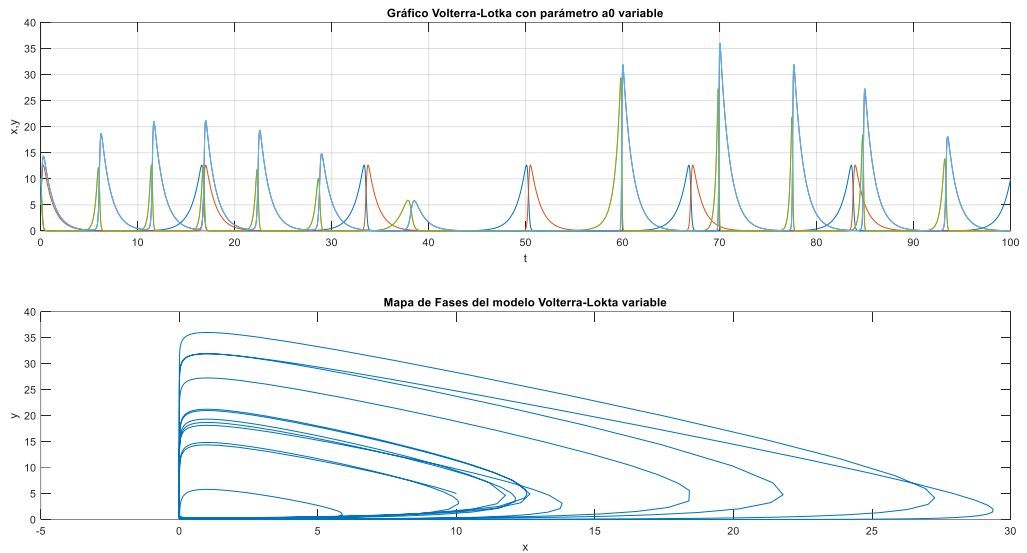 Gráfico Volterra-Lotka con parámetro a0 variable
40
35
30
25
20
15
10
5
0
x,y
0 10 20 30 40 50 60 70 80 90 100
t
Mapa de Fases del modelo Volterra-Lokta variable
40
35
30
25
20
15
10
5
0
y
-5 0 5 10 15 20 25 30
x